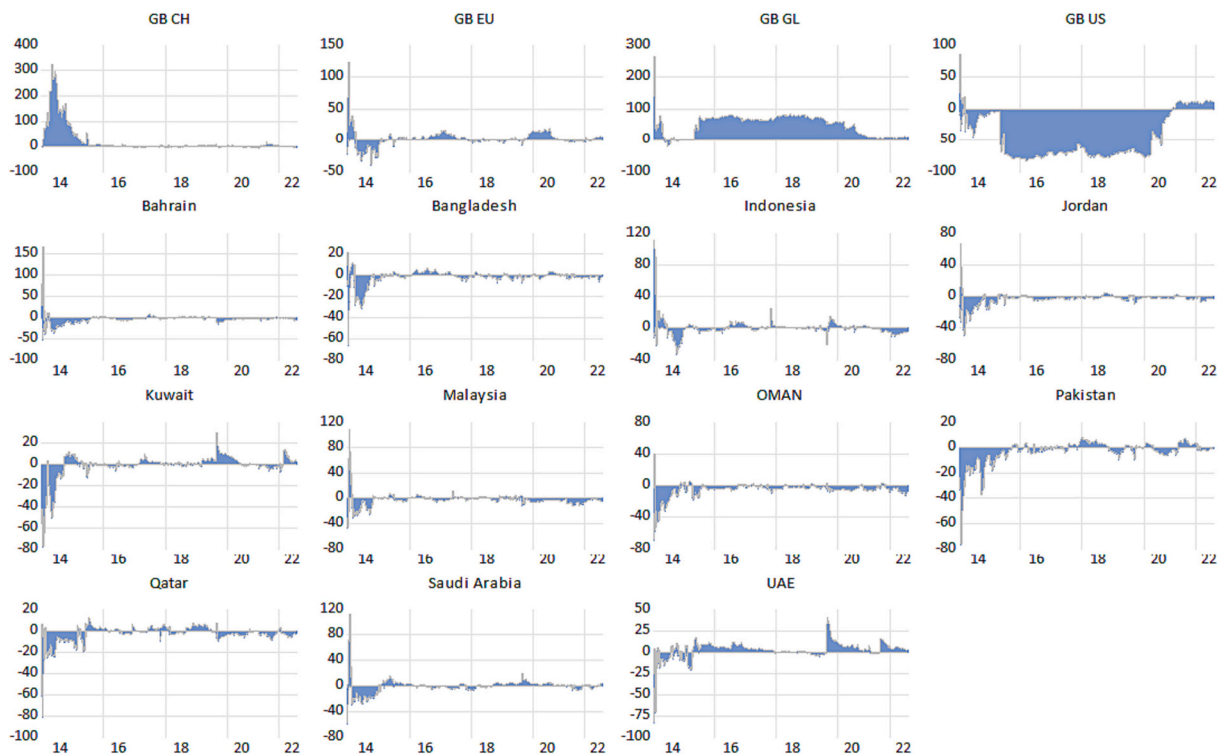 GB CH GB EU GB GL GB US
400 150 300 100
300 100 200 50
200 50 100 0
100 0 0 -50
0 -50 -100 -100
-100
14 16 18 20 22 14 16 18 20 22 14 16 18 20 22 14 16 18 20 22
Bahrain Bangladesh Indonesia Jordan
150 20 120 80
100 0 80 40
50 -20 40 0
0 -40 0 -40
-50 -60 -40 -80
-100 -80
14 16 18 20 22 14 16 18 20 22 14 16 18 20 22 14 16 18 20 22
Kuwait Malaysia OMAN Pakistan
20 120 80 20
0 80 40 0
-20 40 0 -20
-40 0 -40 -40
-60 -40 -80 -60
-80 -80 -80
14 16 18 20 22 14 16 18 20 22 14 16 18 20 22 14 16 18 20 22
Qatar Saudi Arabia UAE
20 120 50
0 80 25
-20 40 0
-40 0 -25
-60 -40 -50
-80 -80 -75
-100
14 16 18 20 22 14 16 18 20 22 14 16 18 20 22